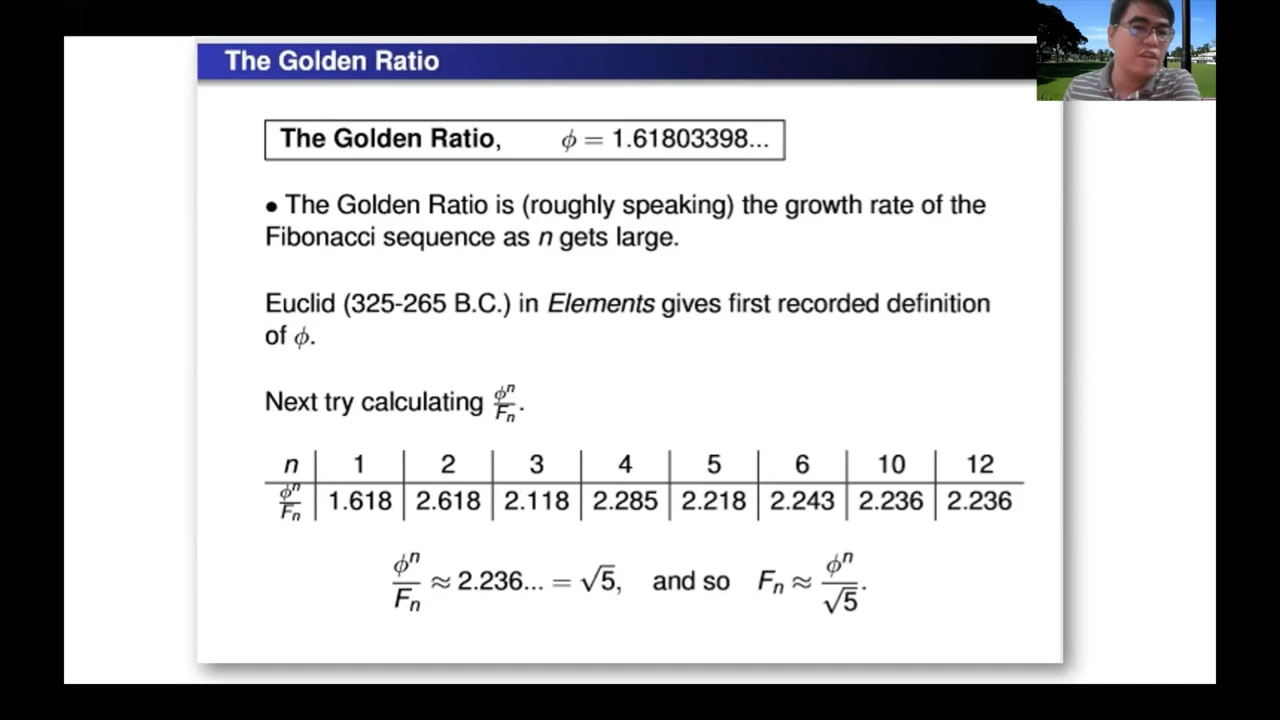 The Golden Ratio
The Golden Ratio, ϕ = 1.61803398...
• The Golden Ratio is (roughly speaking) the growth rate of the
Fibonacci sequence as n gets large.
Euclid (325-265 B.C.) in Elements gives first recorded definition
of ϕ.
Next try calculating ϕⁿ/Fₙ.
n 1 2 3 4 5 6 10 12
ϕⁿ/Fₙ 1.618 2.618 2.118 2.285 2.218 2.243 2.236 2.236
ϕⁿ/Fₙ ≈ 2.236... = √5, and so Fₙ ≈ ϕⁿ/√5.